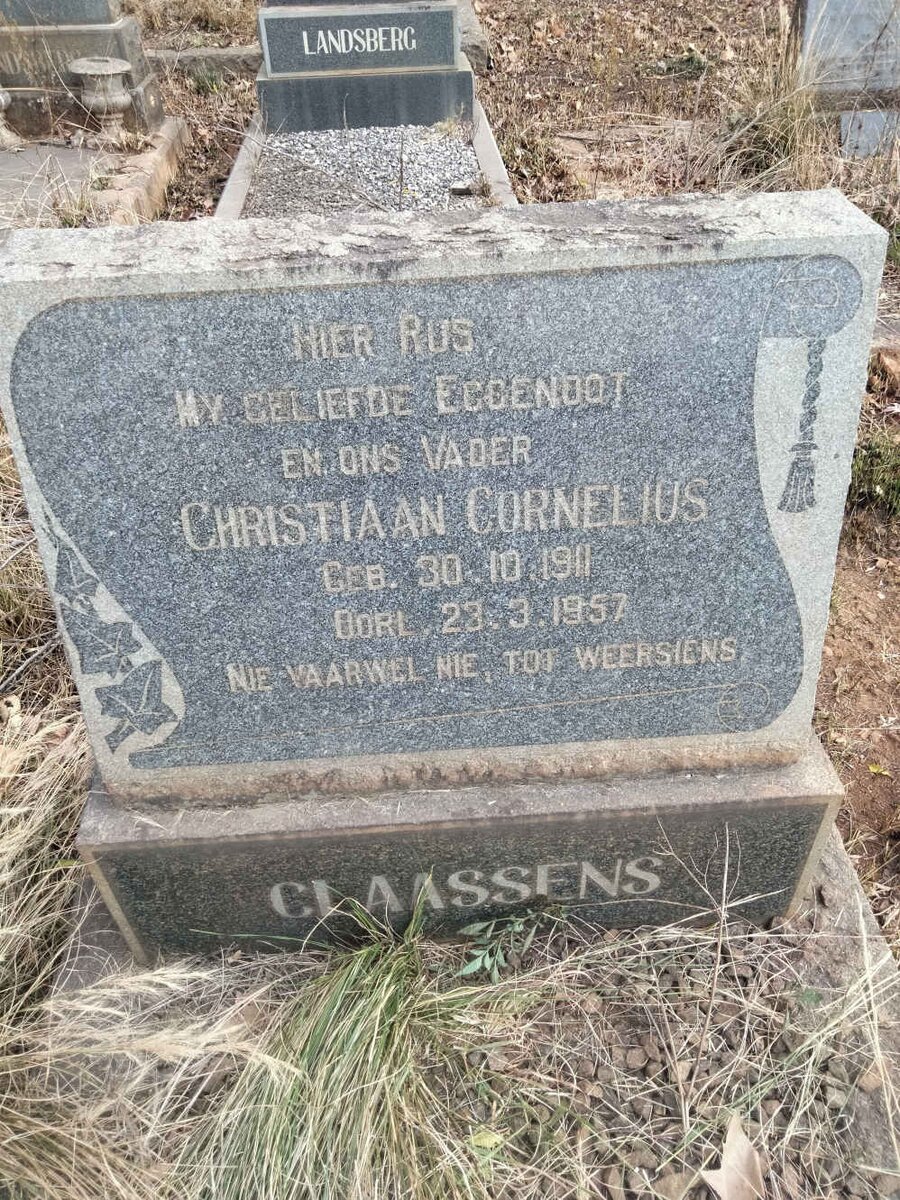 LANDSBERG
HIER RUS
MY GELIEFDE EGGENOOT
EN ONS VADER
CHRISTIAAN CORNELIUS
GEB. 30.10.1911
OORL. 23.3.1957
NIE VAARWEL NIE, TOT WEERSIENS.
CLAASSENS